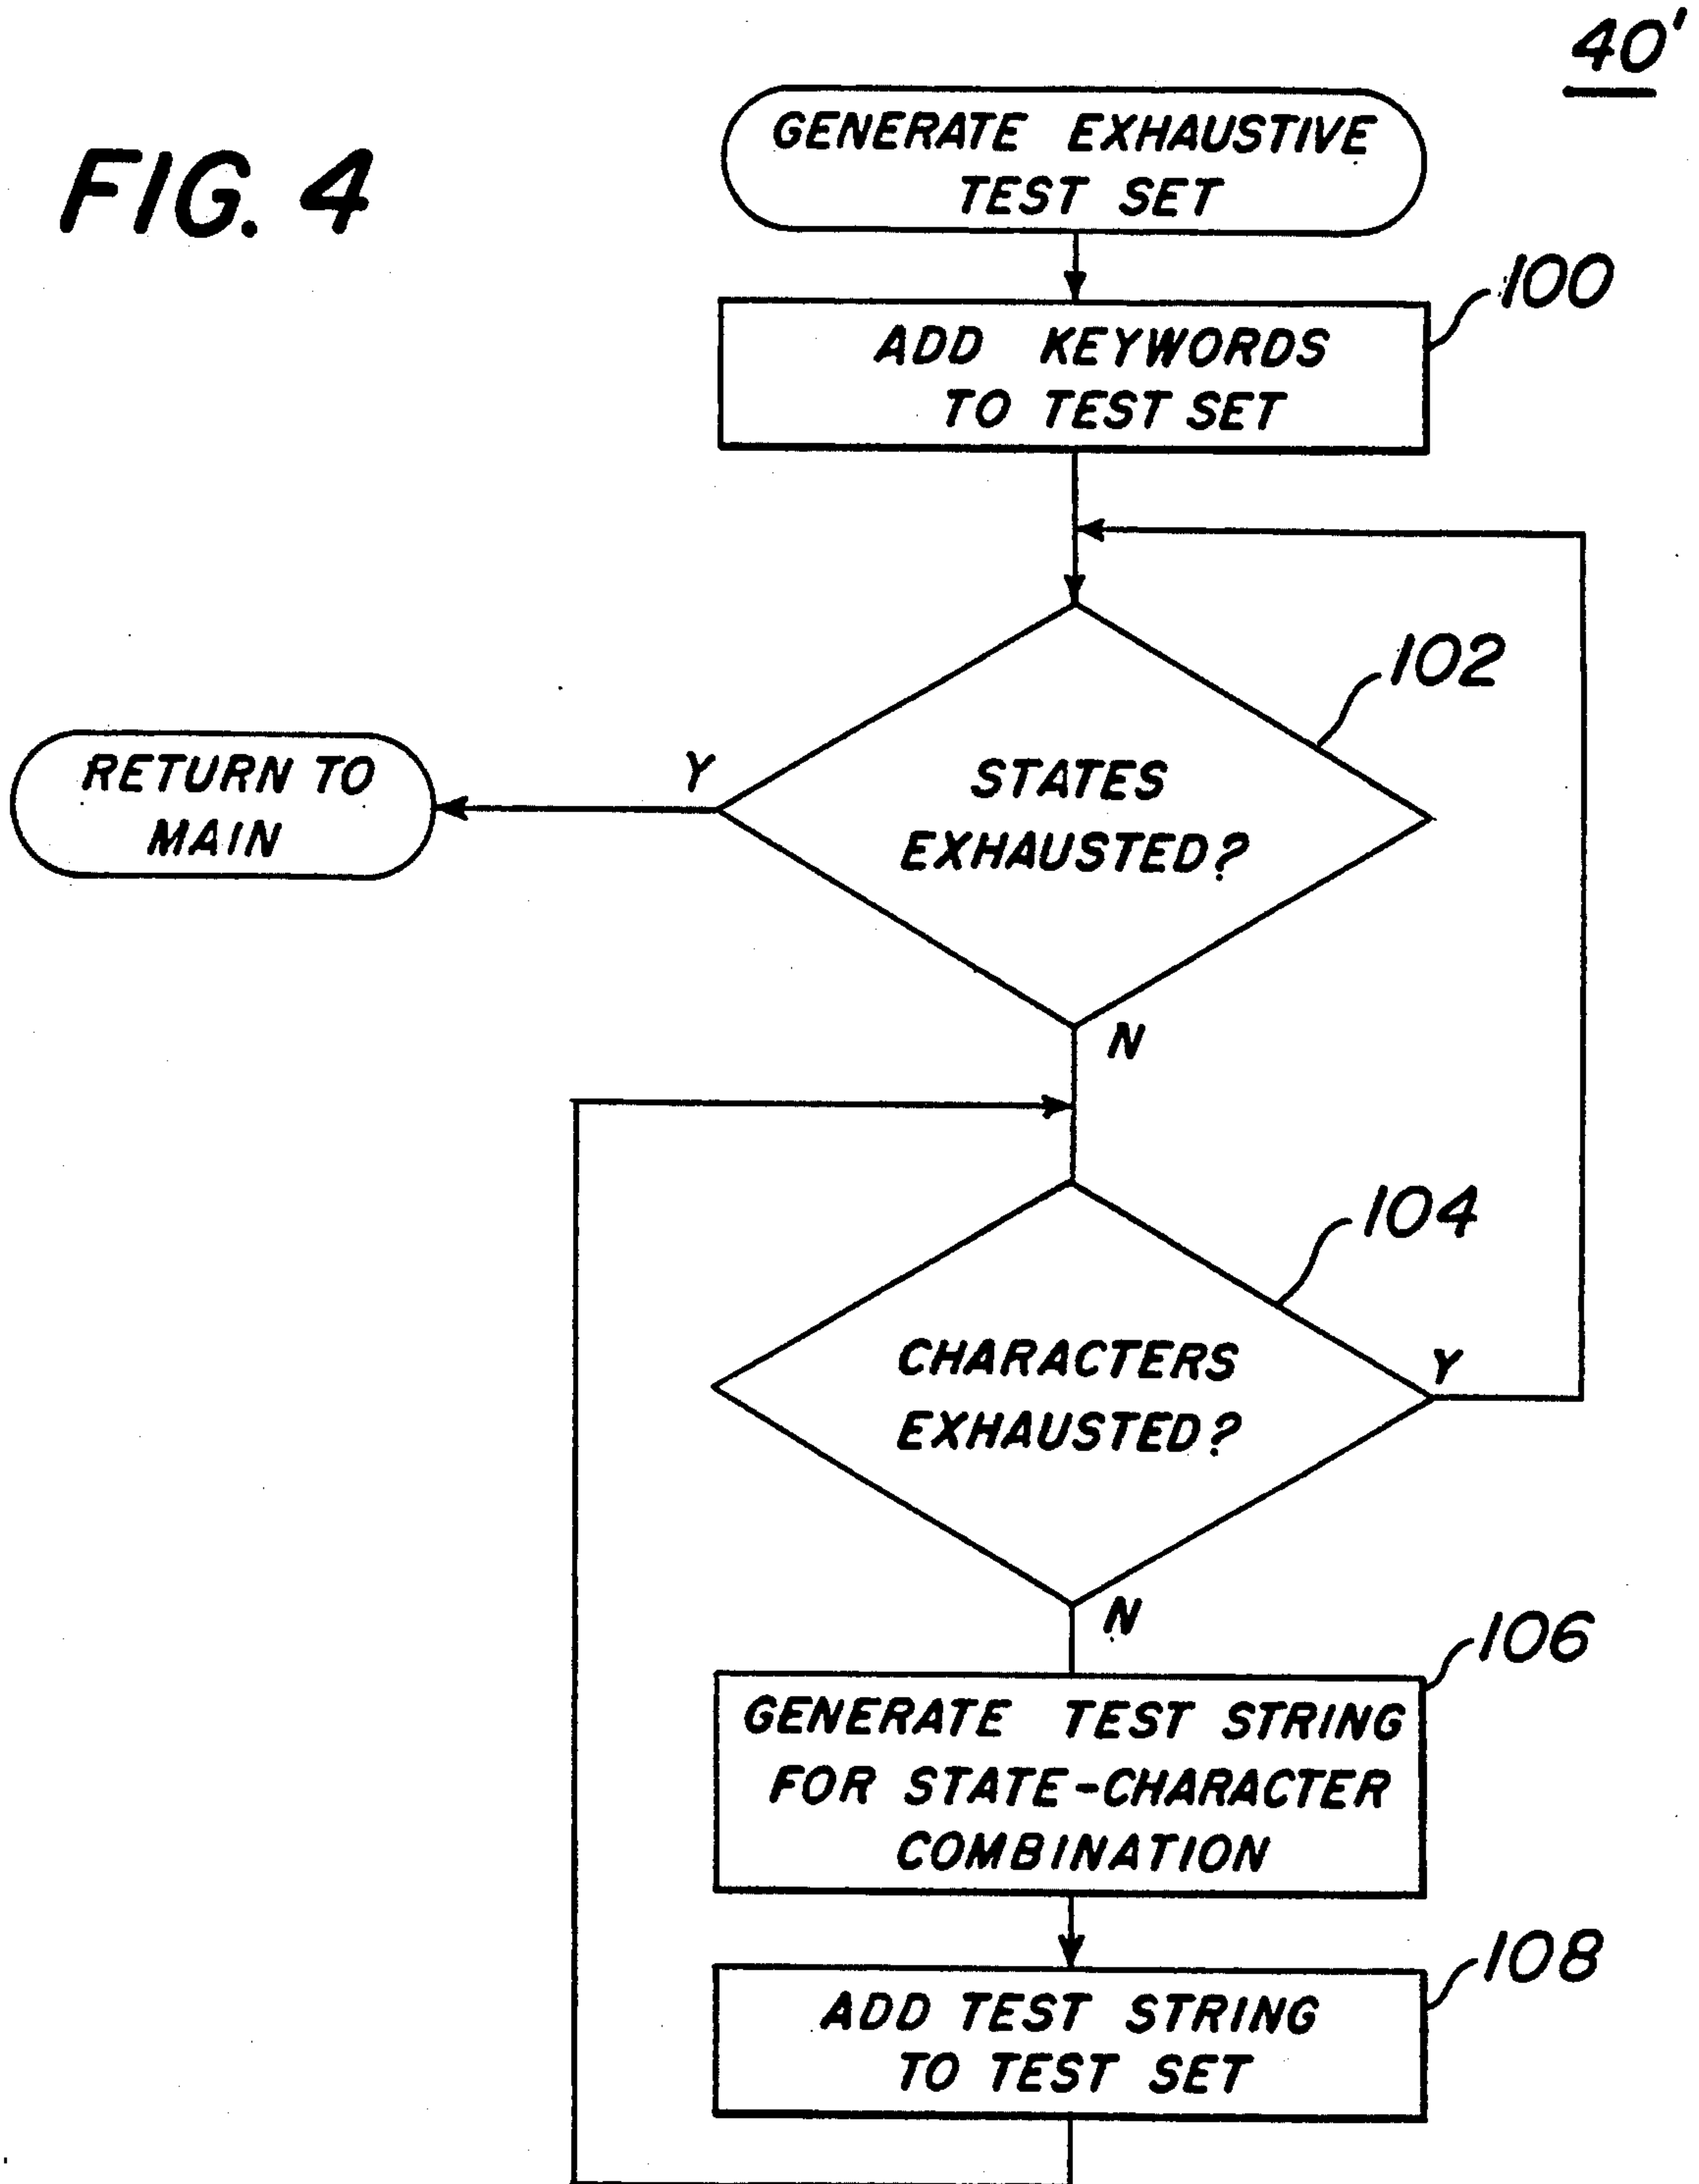 40'
FIG. 4
GENERATE EXHAUSTIVE
TEST SET
100
ADD KEYWORDS
TO TEST SET
102
STATES
EXHAUSTED?
Y
RETURN TO
MAIN
N
104
CHARACTERS
EXHAUSTED?
Y
N
106
GENERATE TEST STRING
FOR STATE-CHARACTER
COMBINATION
108
ADD TEST STRING
TO TEST SET